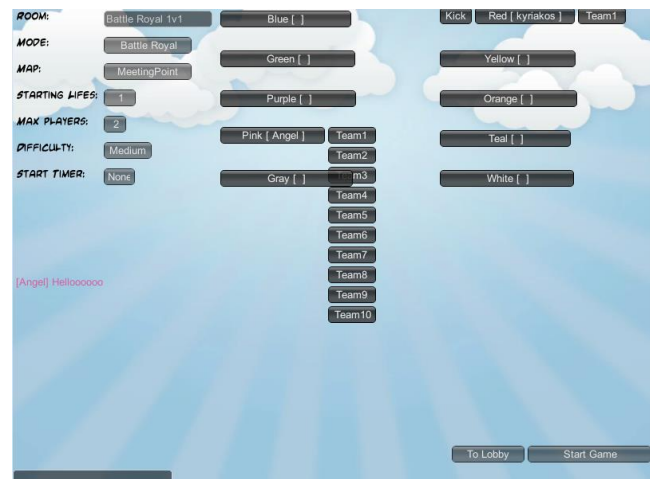 ROOM: Battle Royal 1v1
MODE: Battle Royal
MAP: MeetingPoint
STARTING LIFES: 1
MAX PLAYERS: 2
DIFFICULTY: Medium
START TIMER: None
[Angel] Helloooooo
Blue [ ]
Kick Red [ kyriakos ] Team1
Green [ ]
Yellow [ ]
Purple [ ]
Orange [ ]
Pink [ Angel ] Team1
Teal [ ]
Team2
Gray [ ] m3
White [ ]
Team4
Team5
Team6
Team7
Team8
Team9
Team10
To Lobby Start Game